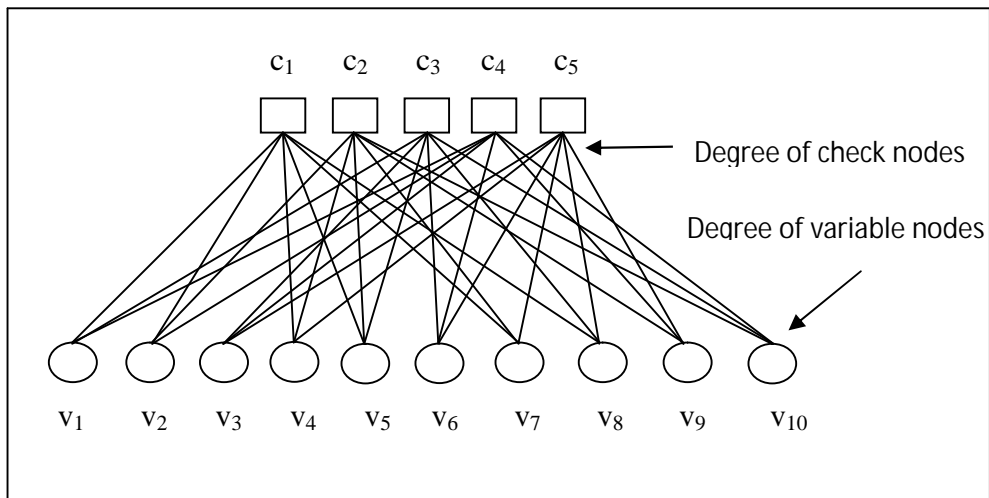 c₁ c₂ c₃ c₄ c₅
Degree of check nodes
Degree of variable nodes
v₁ v₂ v₃ v₄ v₅ v₆ v₇ v₈ v₉ v₁₀